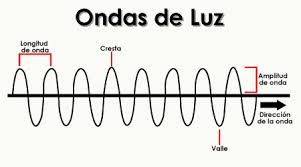 Ondas de Luz
Longitud
de onda
Cresta
Amplitud
de onda
Dirección
de la onda
Valle